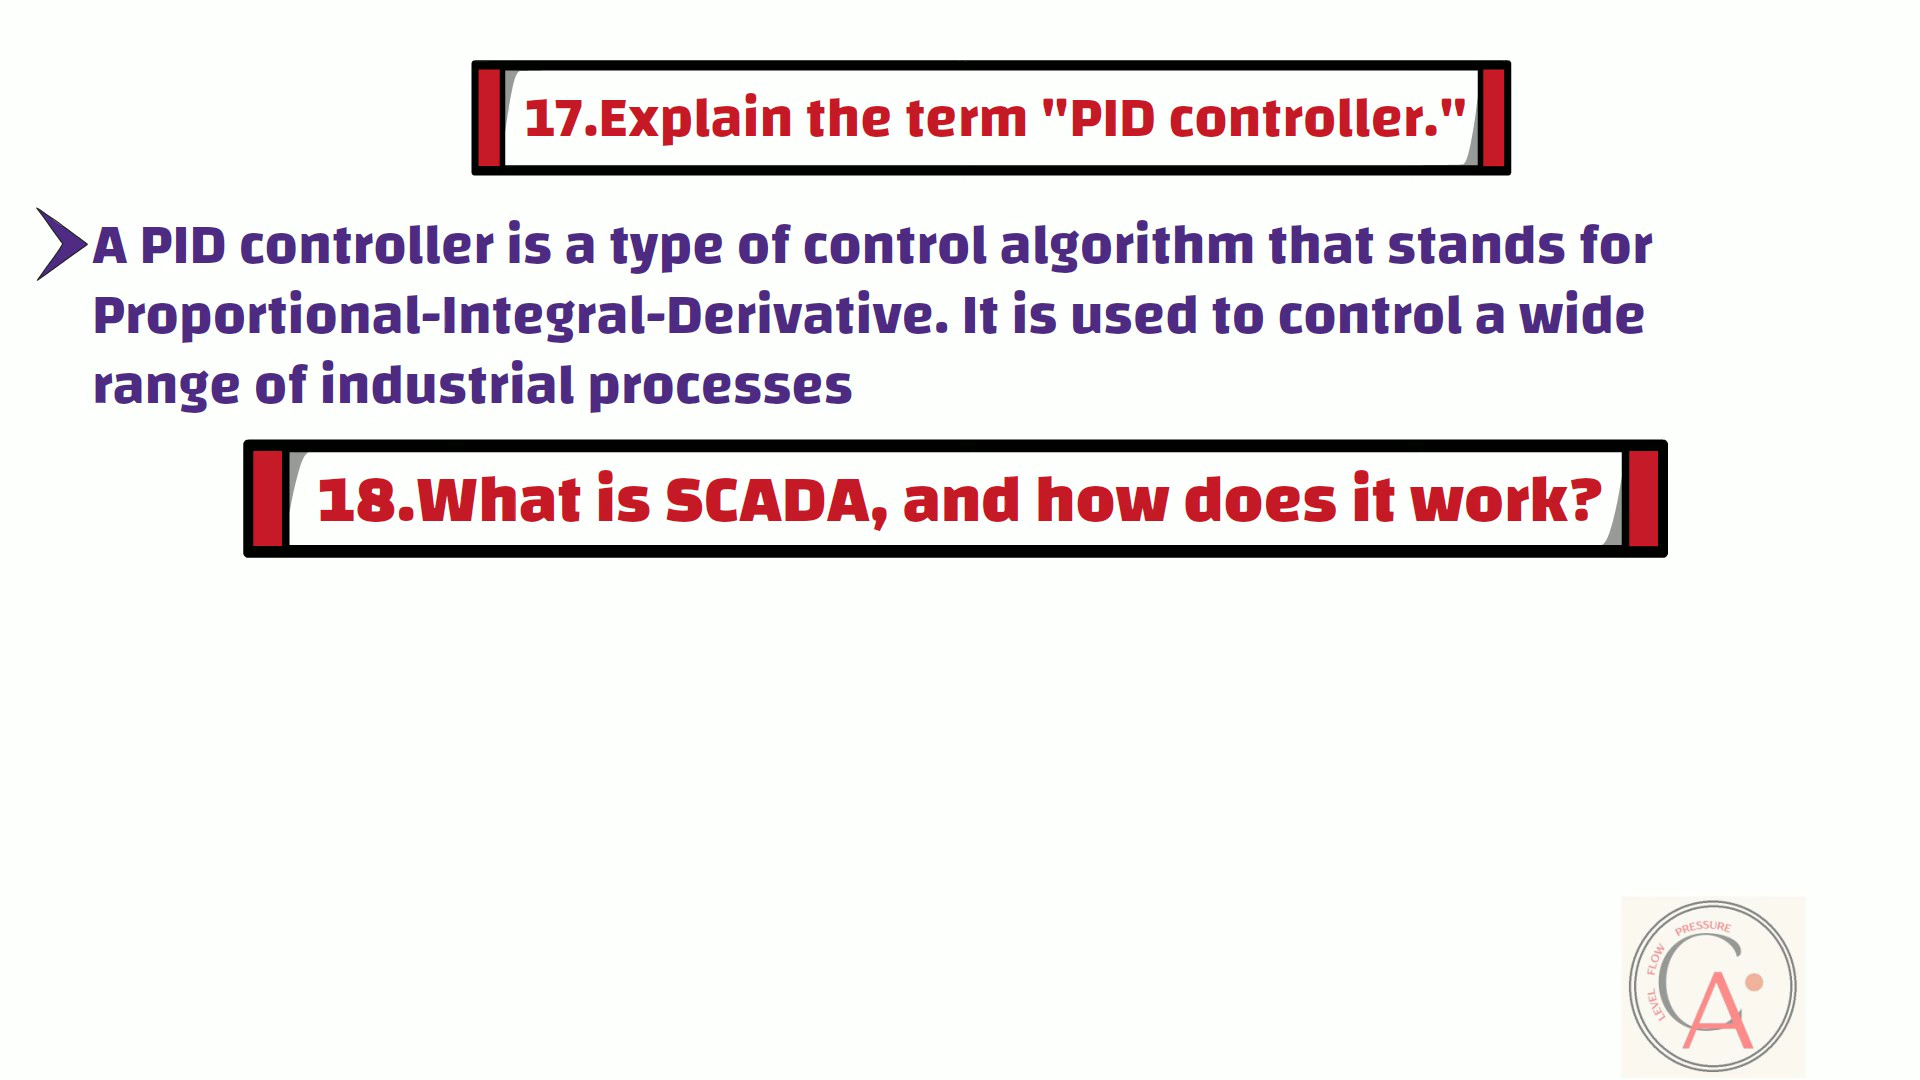 17.Explain the term "PID controller."
A PID controller is a type of control algorithm that stands for
Proportional-Integral-Derivative. It is used to control a wide
range of industrial processes
18.What is SCADA, and how does it work?
PRESSURE
FLOW
LEVEL
CA